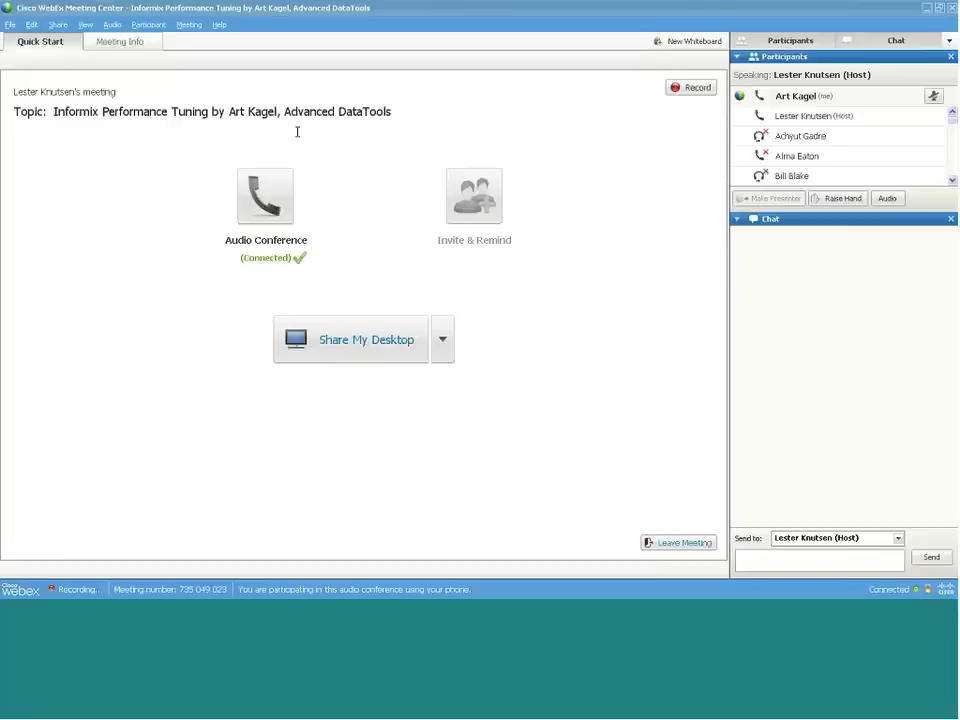 Cisco WebEx Meeting Center - Informix Performance Tuning by Art Kagel, Advanced DataTools
File Edit Share View Audio Participant Meeting Help
Quick Start Meeting Info
New Whiteboard
Participants Chat
Participants
Speaking: Lester Knutsen (Host)
Lester Knutsen's meeting
Record
Topic: Informix Performance Tuning by Art Kagel, Advanced DataTools
Art Kagel (me)
Lester Knutsen (Host)
Achyut Gadre
Alma Eaton
Bill Blake
Make Presenter Raise Hand Audio
Chat
Audio Conference
(Connected)
Invite & Remind
Share My Desktop
Leave Meeting
Send to: Lester Knutsen (Host)
Send
cisco webex Recording.. Meeting number: 735 049 023 You are participating in this audio conference using your phone. Connected cisco